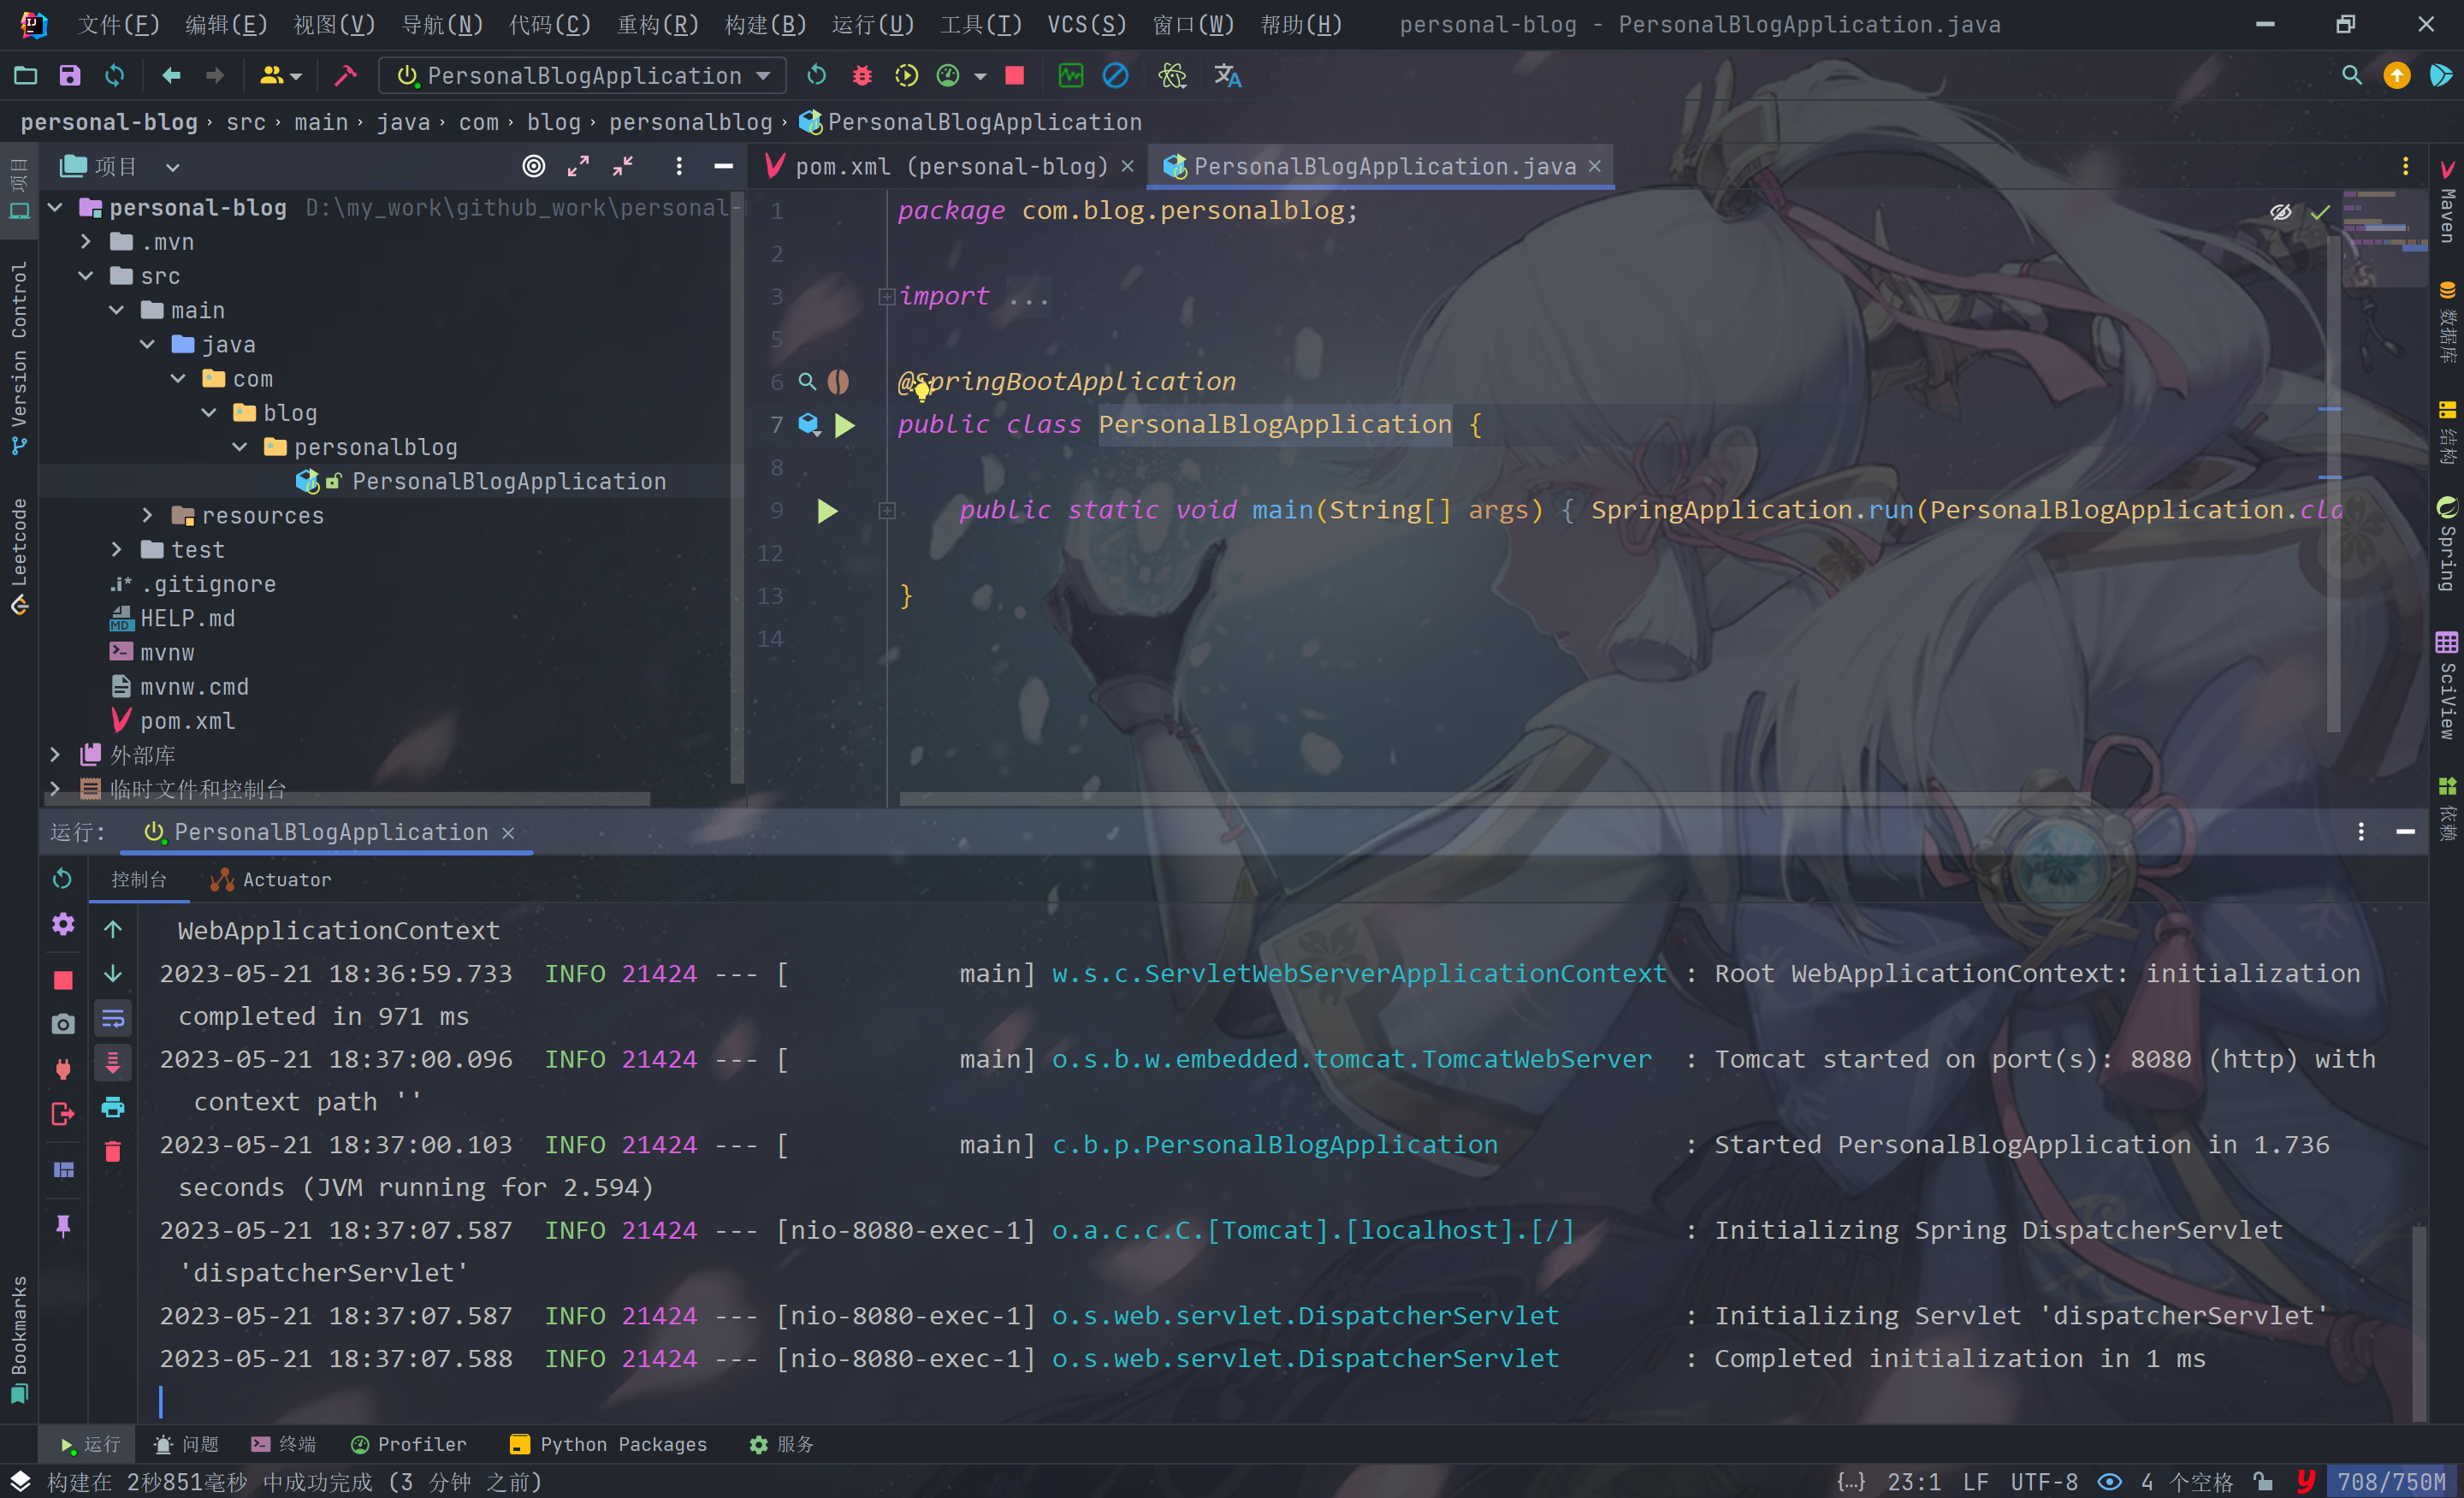 文件(F) 编辑(E) 视图(V) 导航(N) 代码(C) 重构(R) 构建(B) 运行(U) 工具(T) VCS(S) 窗口(W) 帮助(H) personal-blog - PersonalBlogApplication.java
PersonalBlogApplication
personal-blog › src › main › java › com › blog › personalblog › PersonalBlogApplication
项目
pom.xml (personal-blog)
PersonalBlogApplication.java
项目
Version Control
Leetcode
Bookmarks
personal-blog D:\my_work\github_work\personal-
.mvn
src
main
java
com
blog
personalblog
PersonalBlogApplication
resources
test
.gitignore
HELP.md
mvnw
mvnw.cmd
pom.xml
外部库
临时文件和控制台
1 package com.blog.personalblog;
2
3 import ...
5
6 @SpringBootApplication
7 public class PersonalBlogApplication {
8
9 public static void main(String[] args) { SpringApplication.run(PersonalBlogApplication.cla
12
13 }
14
Maven
数据库
结构
Spring
SciView
依赖
运行: PersonalBlogApplication
控制台 Actuator
WebApplicationContext
2023-05-21 18:36:59.733 INFO 21424 --- [ main] w.s.c.ServletWebServerApplicationContext : Root WebApplicationContext: initialization
completed in 971 ms
2023-05-21 18:37:00.096 INFO 21424 --- [ main] o.s.b.w.embedded.tomcat.TomcatWebServer : Tomcat started on port(s): 8080 (http) with
context path ''
2023-05-21 18:37:00.103 INFO 21424 --- [ main] c.b.p.PersonalBlogApplication : Started PersonalBlogApplication in 1.736
seconds (JVM running for 2.594)
2023-05-21 18:37:07.587 INFO 21424 --- [nio-8080-exec-1] o.a.c.c.C.[Tomcat].[localhost].[/] : Initializing Spring DispatcherServlet
'dispatcherServlet'
2023-05-21 18:37:07.587 INFO 21424 --- [nio-8080-exec-1] o.s.web.servlet.DispatcherServlet : Initializing Servlet 'dispatcherServlet'
2023-05-21 18:37:07.588 INFO 21424 --- [nio-8080-exec-1] o.s.web.servlet.DispatcherServlet : Completed initialization in 1 ms
运行 问题 终端 Profiler Python Packages 服务
构建在 2秒851毫秒 中成功完成 (3 分钟 之前) {...} 23:1 LF UTF-8 4 个空格 708/750M